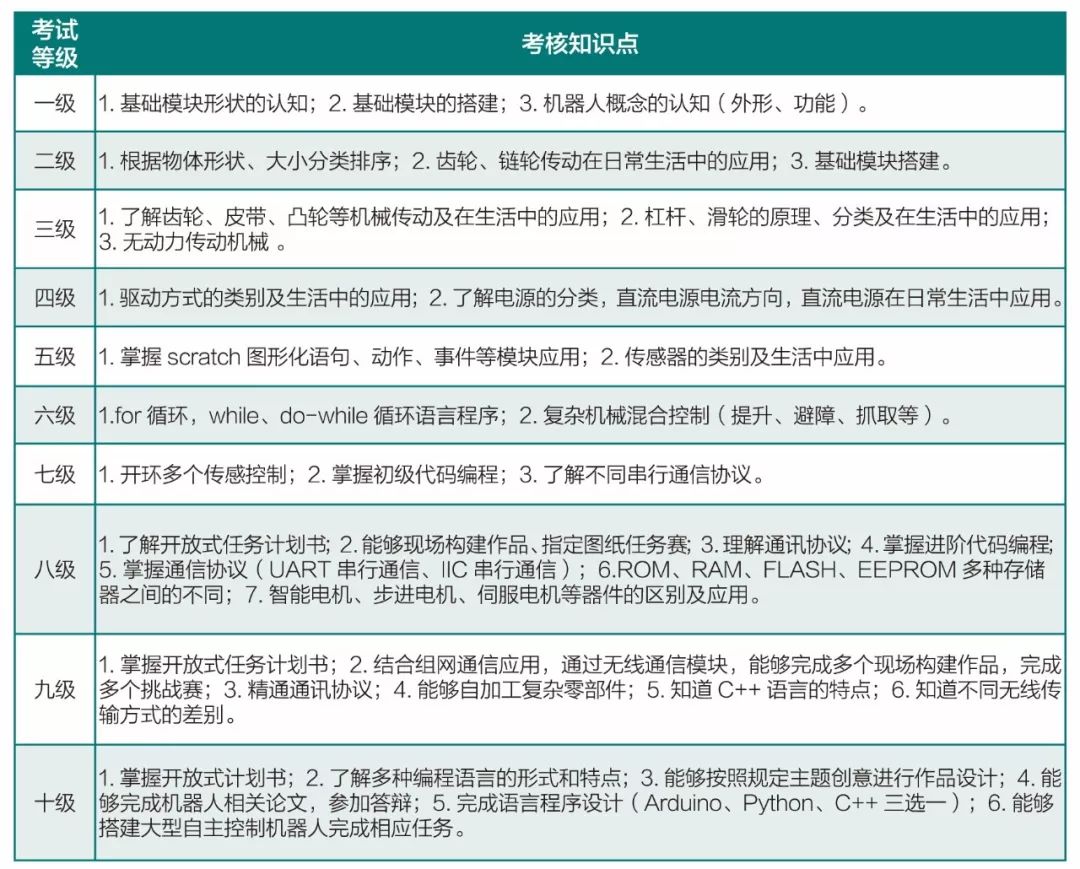 考试
等级
考核知识点
一级
1. 基础模块形状的认知；2. 基础模块的搭建；3. 机器人概念的认知（外形、功能）。
二级
1. 根据物体形状、大小分类排序；2. 齿轮、链轮传动在日常生活中的应用；3. 基础模块搭建。
三级
1. 了解齿轮、皮带、凸轮等机械传动及在生活中的应用；2. 杠杆、滑轮的原理、分类及在生活中的应用；
3. 无动力传动机械 。
四级
1. 驱动方式的类别及生活中的应用；2. 了解电源的分类，直流电源电流方向，直流电源在日常生活中应用。
五级
1. 掌握 scratch 图形化语句、动作、事件等模块应用；2. 传感器的类别及生活中应用。
六级
1.for 循环，while、do-while 循环语言程序；2. 复杂机械混合控制（提升、避障、抓取等）。
七级
1. 开环多个传感控制；2. 掌握初级代码编程；3. 了解不同串行通信协议。
八级
1. 了解开放式任务计划书；2. 能够现场构建作品、指定图纸任务赛；3. 理解通讯协议；4. 掌握进阶代码编程；
5. 掌握通信协议（UART 串行通信、IIC 串行通信）；6.ROM、RAM、FLASH、EEPROM 多种存储
器之间的不同；7. 智能电机、步进电机、伺服电机等器件的区别及应用。
九级
1. 掌握开放式任务计划书；2. 结合组网通信应用，通过无线通信模块，能够完成多个现场构建作品，完成
多个挑战赛；3. 精通通讯协议；4. 能够自加工复杂零部件；5. 知道 C++ 语言的特点；6. 知道不同无线传
输方式的差别。
十级
1. 掌握开放式计划书；2. 了解多种编程语言的形式和特点；3. 能够按照规定主题创意进行作品设计；4. 能
够完成机器人相关论文，参加答辩；5. 完成语言程序设计（Arduino、Python、C++ 三选一）；6. 能够
搭建大型自主控制机器人完成相应任务。